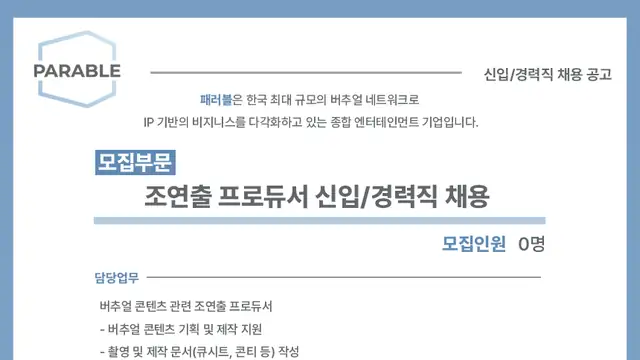 PARABLE
신입/경력직 채용 공고
패러블은 한국 최대 규모의 버추얼 네트워크로
IP 기반의 비지니스를 다각화하고 있는 종합 엔터테인먼트 기업입니다.
모집부문
조연출 프로듀서 신입/경력직 채용
모집인원 0명
담당업무
버추얼 콘텐츠 관련 조연출 프로듀서
- 버추얼 콘텐츠 기획 및 제작 지원
- 촬영 및 제작 문서(큐시트, 콘티 등) 작성